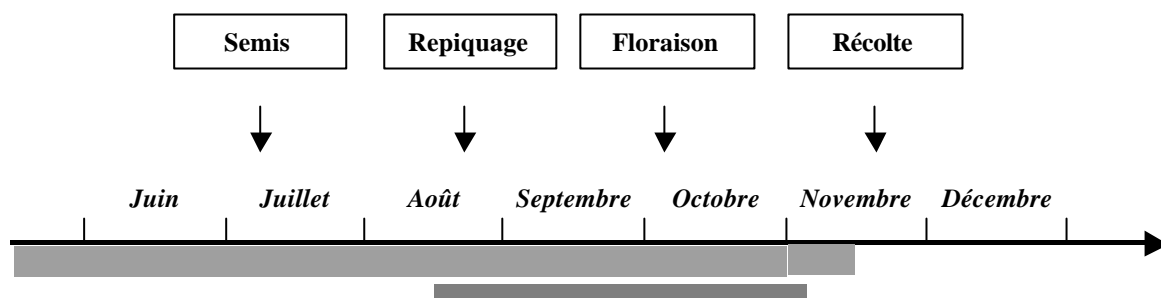 Semis Repiquage Floraison Récolte
Juin Juillet Août Septembre Octobre Novembre Décembre